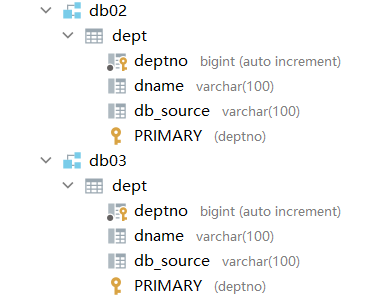 db02
dept
deptno bigint (auto increment)
dname varchar(100)
db_source varchar(100)
PRIMARY (deptno)
db03
dept
deptno bigint (auto increment)
dname varchar(100)
db_source varchar(100)
PRIMARY (deptno)